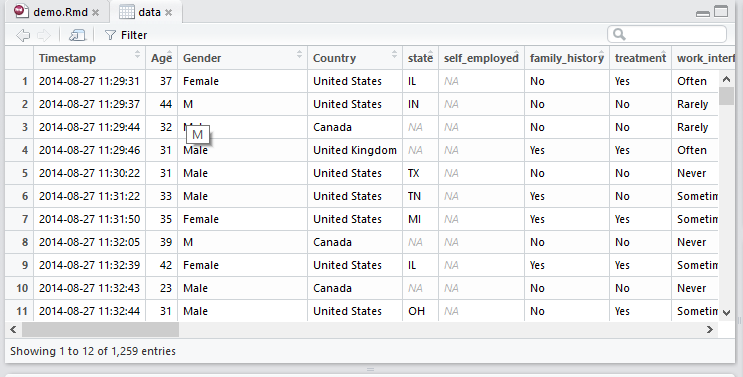 demo.Rmd data
Filter
Timestamp Age Gender Country state self_employed family_history treatment work_interf
1 2014-08-27 11:29:31 37 Female United States IL NA No Yes Often
2 2014-08-27 11:29:37 44 M United States IN NA No No Rarely
3 2014-08-27 11:29:44 32 Male Canada NA NA No No Rarely
M
4 2014-08-27 11:29:46 31 Male United Kingdom NA NA Yes Yes Often
5 2014-08-27 11:30:22 31 Male United States TX NA No No Never
6 2014-08-27 11:31:22 33 Male United States TN NA Yes No Sometim
7 2014-08-27 11:31:50 35 Female United States MI NA Yes Yes Sometim
8 2014-08-27 11:32:05 39 M Canada NA NA No No Never
9 2014-08-27 11:32:39 42 Female United States IL NA Yes Yes Sometim
10 2014-08-27 11:32:43 23 Male Canada NA NA No No Never
11 2014-08-27 11:32:44 31 Male United States OH NA No Yes Sometim
Showing 1 to 12 of 1,259 entries